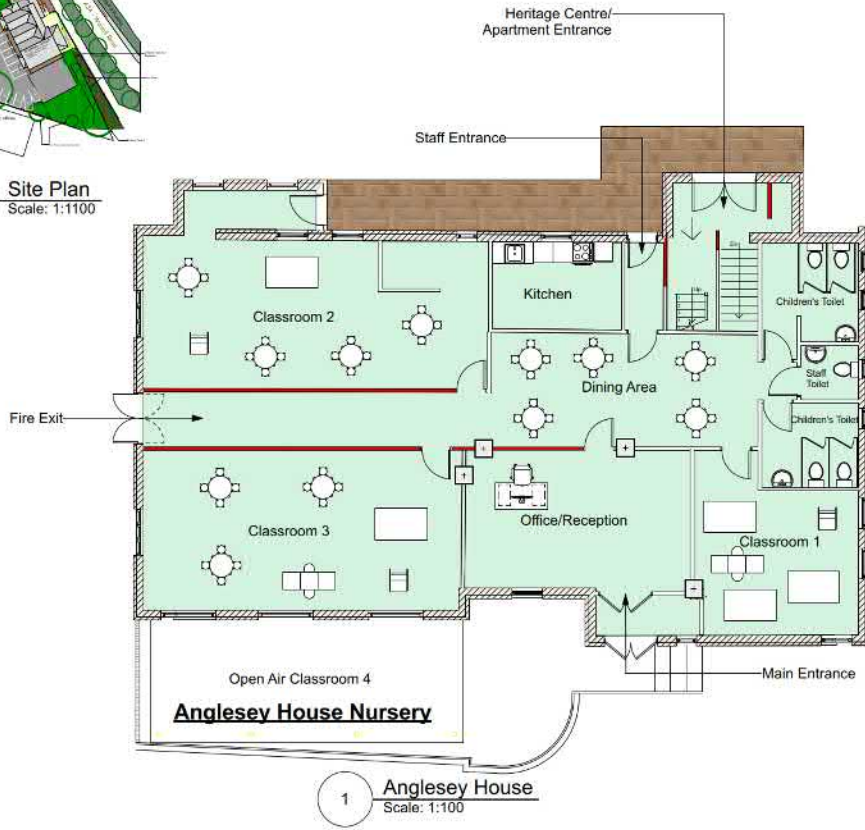 Heritage Centre/
Apartment Entrance
Staff Entrance
Site Plan
Scale: 1:1100
Kitchen
Children's Toilet
Classroom 2
Staff
Toilet
Dining Area
Fire Exit
Children's Toilet
Classroom 3
Office/Reception
Classroom 1
Main Entrance
Open Air Classroom 4
Anglesey House Nursery
1
Anglesey House
Scale: 1:100